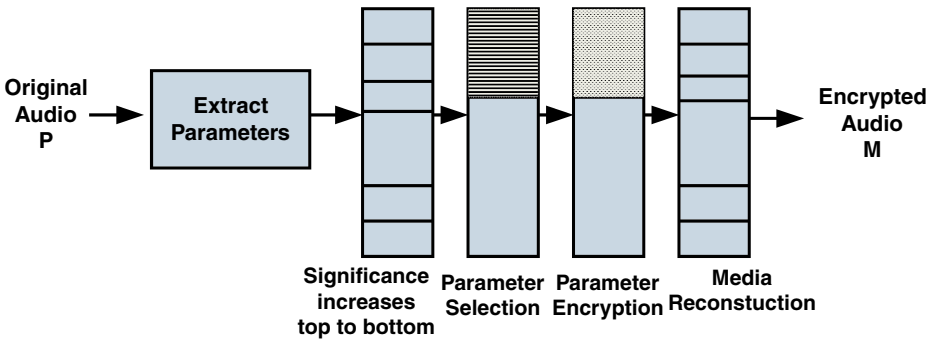 Original
Audio
P
Extract
Parameters
Significance
increases
top to bottom
Parameter
Selection
Parameter
Encryption
Media
Reconstuction
Encrypted
Audio
M